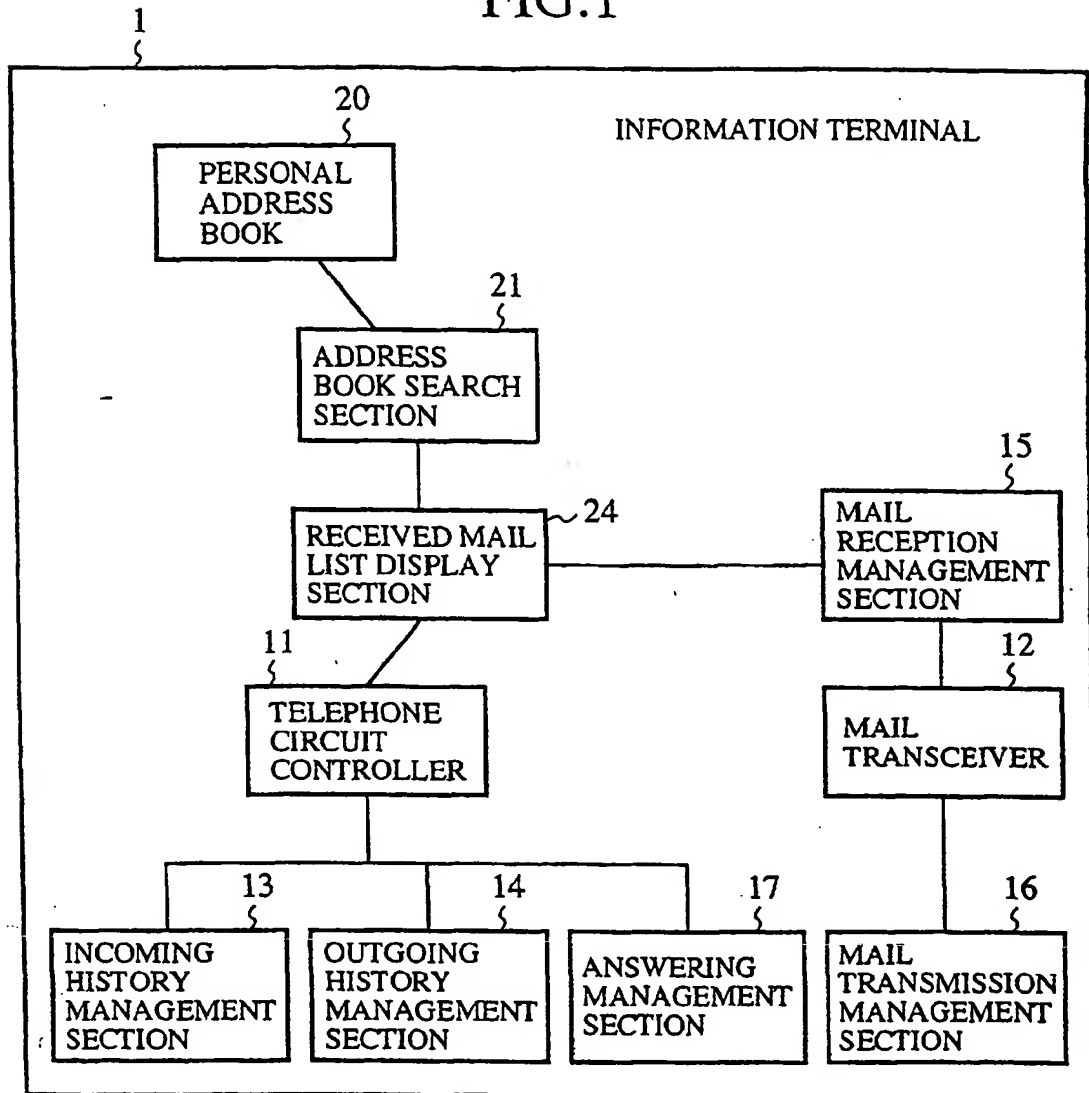 FIG.1
1
INFORMATION TERMINAL
20
PERSONAL
ADDRESS
BOOK
21
ADDRESS
BOOK SEARCH
SECTION
24
RECEIVED MAIL
LIST DISPLAY
SECTION
15
MAIL
RECEPTION
MANAGEMENT
SECTION
11
TELEPHONE
CIRCUIT
CONTROLLER
12
MAIL
TRANSCEIVER
13
INCOMING
HISTORY
MANAGEMENT
SECTION
14
OUTGOING
HISTORY
MANAGEMENT
SECTION
17
ANSWERING
MANAGEMENT
SECTION
16
MAIL
TRANSMISSION
MANAGEMENT
SECTION